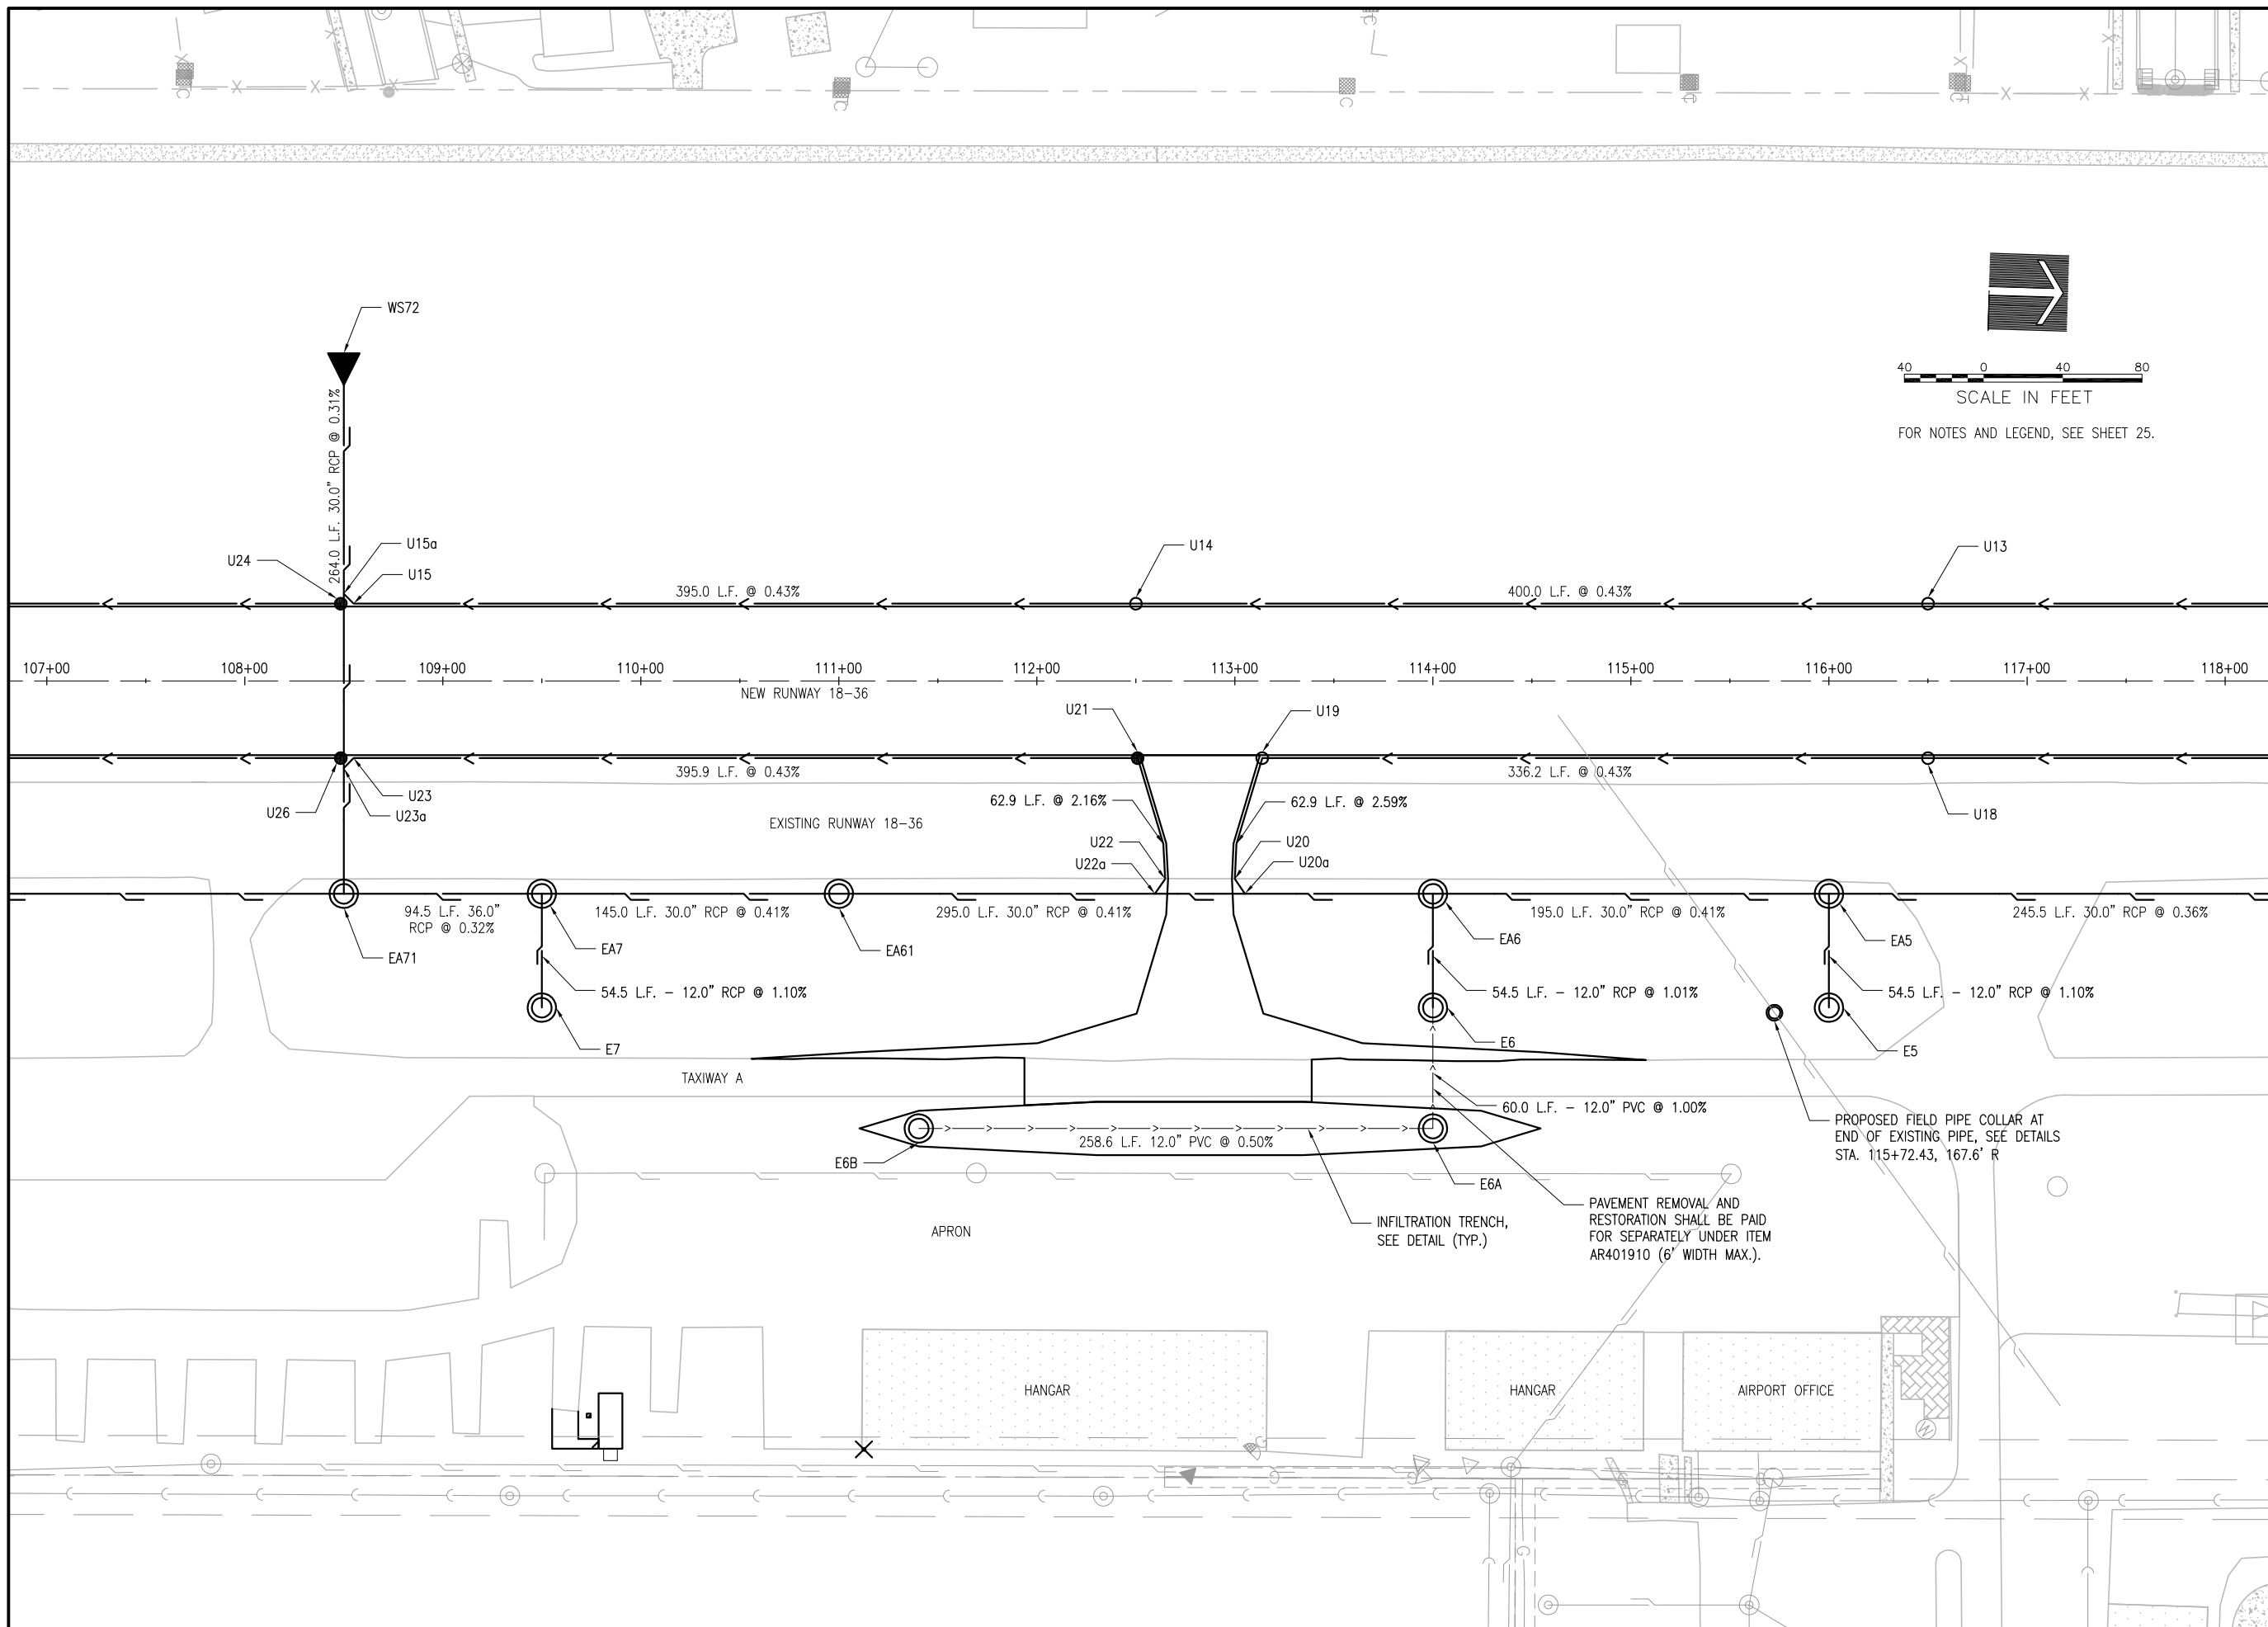 WS72
264.0 L.F. 30.0" RCP @ 0.31%
40 0 40 80
SCALE IN FEET
FOR NOTES AND LEGEND, SEE SHEET 25.
U24
U15a
U15
U14
U13
395.0 L.F. @ 0.43%
400.0 L.F. @ 0.43%
107+00 108+00 109+00 110+00 111+00 112+00 113+00 114+00 115+00 116+00 117+00 118+00
NEW RUNWAY 18-36
U21
U19
395.9 L.F. @ 0.43%
336.2 L.F. @ 0.43%
U23
U23a
U26
62.9 L.F. @ 2.16%
62.9 L.F. @ 2.59%
U18
EXISTING RUNWAY 18-36
U22
U22a
U20
U20a
94.5 L.F. 36.0"
RCP @ 0.32%
145.0 L.F. 30.0" RCP @ 0.41%
295.0 L.F. 30.0" RCP @ 0.41%
195.0 L.F. 30.0" RCP @ 0.41%
245.5 L.F. 30.0" RCP @ 0.36%
EA71
EA7
EA61
EA6
EA5
54.5 L.F. - 12.0" RCP @ 1.10%
54.5 L.F. - 12.0" RCP @ 1.01%
54.5 L.F. - 12.0" RCP @ 1.10%
E7
E6
E5
TAXIWAY A
60.0 L.F. - 12.0" PVC @ 1.00%
PROPOSED FIELD PIPE COLLAR AT
END OF EXISTING PIPE, SEE DETAILS
STA. 115+72.43, 167.6' R
258.6 L.F. 12.0" PVC @ 0.50%
E6B
E6A
INFILTRATION TRENCH,
SEE DETAIL (TYP.)
PAVEMENT REMOVAL AND
RESTORATION SHALL BE PAID
FOR SEPARATELY UNDER ITEM
AR401910 (6' WIDTH MAX.).
APRON
HANGAR
HANGAR
AIRPORT OFFICE